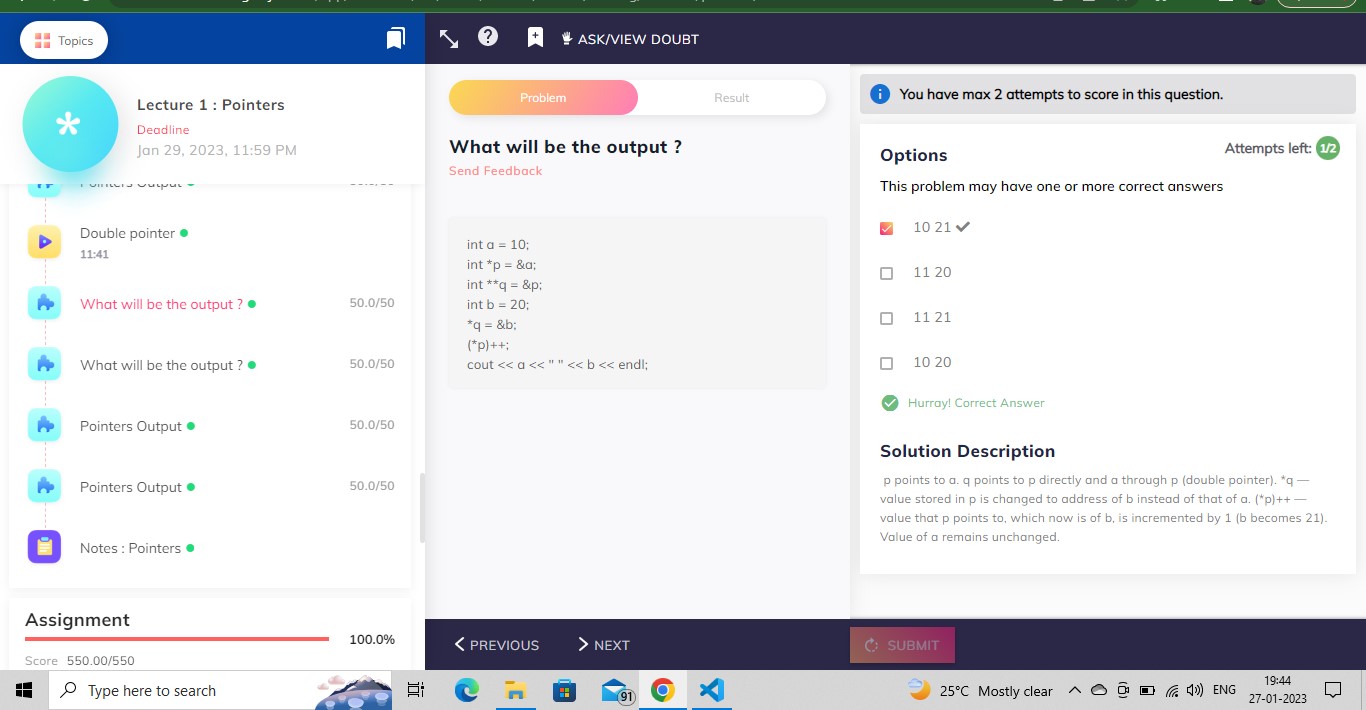 Topics
ASK/VIEW DOUBT
Lecture 1 : Pointers
Deadline
Jan 29, 2023, 11:59 PM
Pointers Output
Double pointer
11:41
What will be the output ? 50.0/50
What will be the output ? 50.0/50
Pointers Output 50.0/50
Pointers Output 50.0/50
Notes : Pointers
Assignment
100.0%
Score 550.00/550
Problem Result
What will be the output ?
Send Feedback
int a = 10;
int *p = &a;
int **q = &p;
int b = 20;
*q = &b;
(*p)++;
cout << a << " " << b << endl;
PREVIOUS NEXT
You have max 2 attempts to score in this question.
Options
Attempts left: 1/2
This problem may have one or more correct answers
10 21
11 20
11 21
10 20
Hurray! Correct Answer
Solution Description
p points to a. q points to p directly and a through p (double pointer). *q —
value stored in p is changed to address of b instead of that of a. (*p)++ —
value that p points to, which now is of b, is incremented by 1 (b becomes 21).
Value of a remains unchanged.
SUBMIT
Type here to search
91
25°C Mostly clear
ENG
19:44
27-01-2023